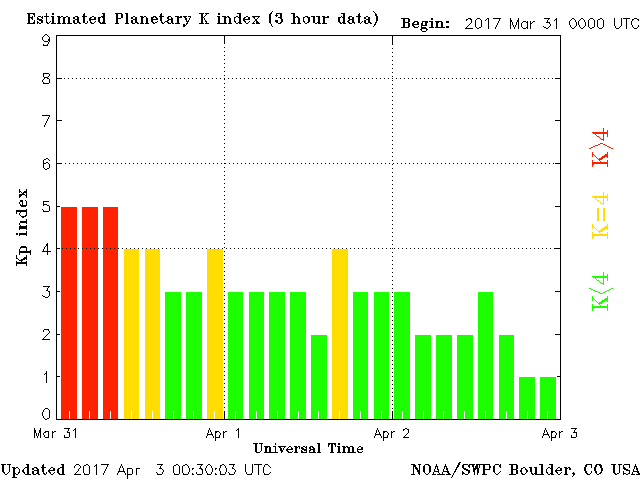 Estimated Planetary K index (3 hour data) Begin: 2017 Mar 31 0000 UTC
9
8
7
6
5
4
3
2
1
0
Kp index
K>4
K=4
K<4
Mar 31 Apr 1 Apr 2 Apr 3
Universal Time
Updated 2017 Apr 3 00:30:03 UTC NOAA/SWPC Boulder, CO USA